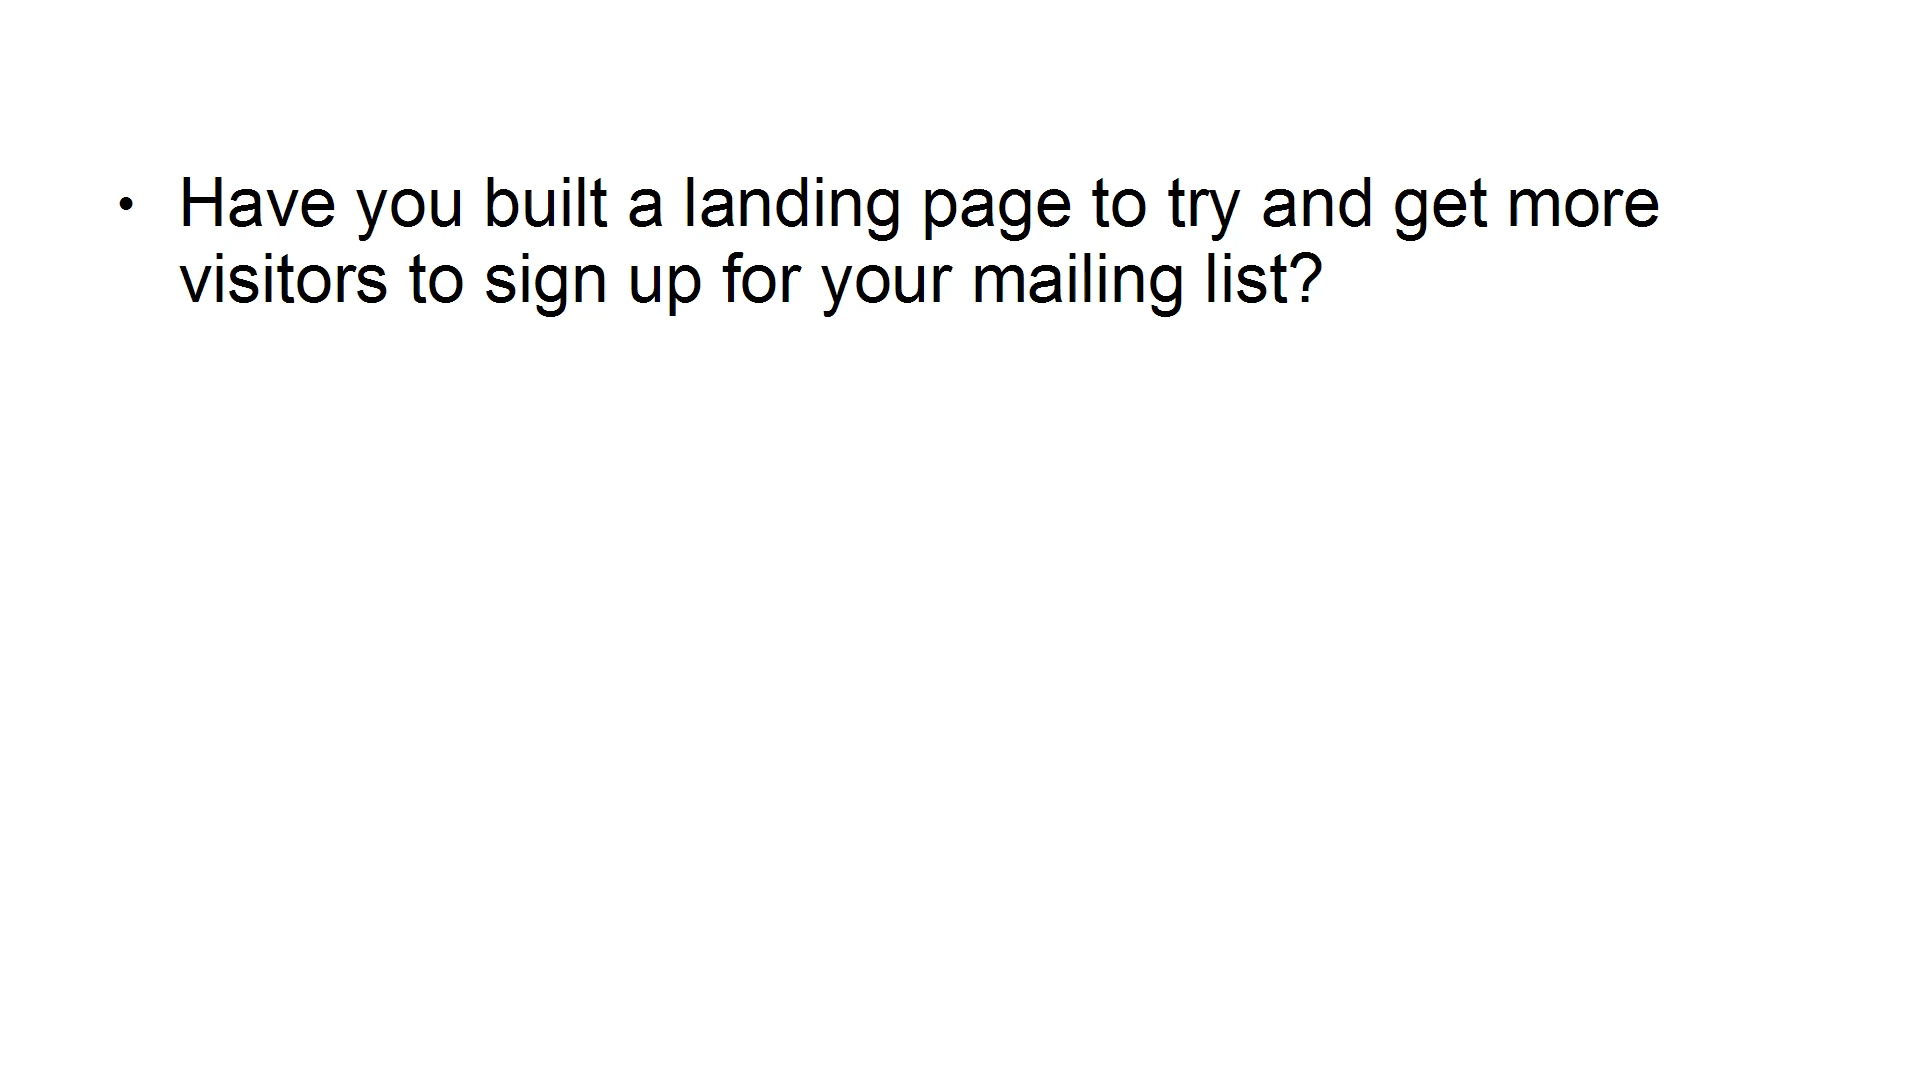 • Have you built a landing page to try and get more
visitors to sign up for your mailing list?